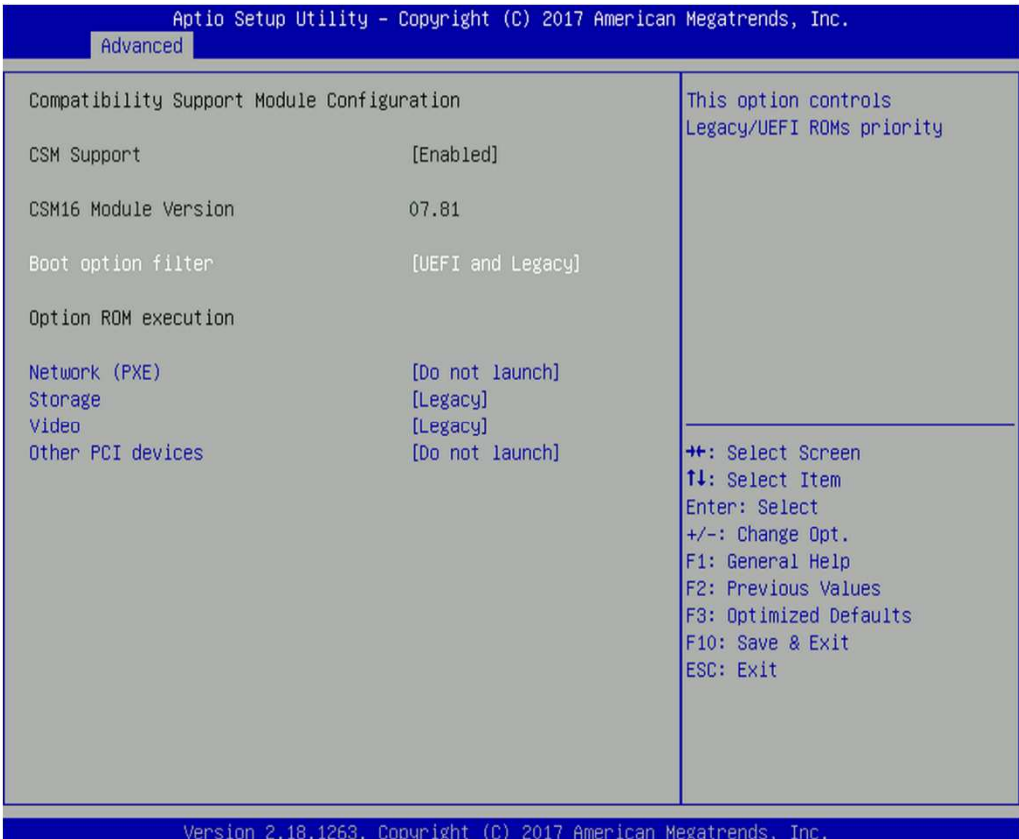 Aptio Setup Utility – Copyright (C) 2017 American Megatrends, Inc.
Advanced
Compatibility Support Module Configuration
CSM Support [Enabled]
CSM16 Module Version 07.81
Boot option filter [UEFI and Legacy]
Option ROM execution
Network (PXE) [Do not launch]
Storage [Legacy]
Video [Legacy]
Other PCI devices [Do not launch]
This option controls
Legacy/UEFI ROMs priority
→←: Select Screen
↑↓: Select Item
Enter: Select
+/-: Change Opt.
F1: General Help
F2: Previous Values
F3: Optimized Defaults
F10: Save & Exit
ESC: Exit
Version 2.18.1263. Copyright (C) 2017 American Megatrends, Inc.